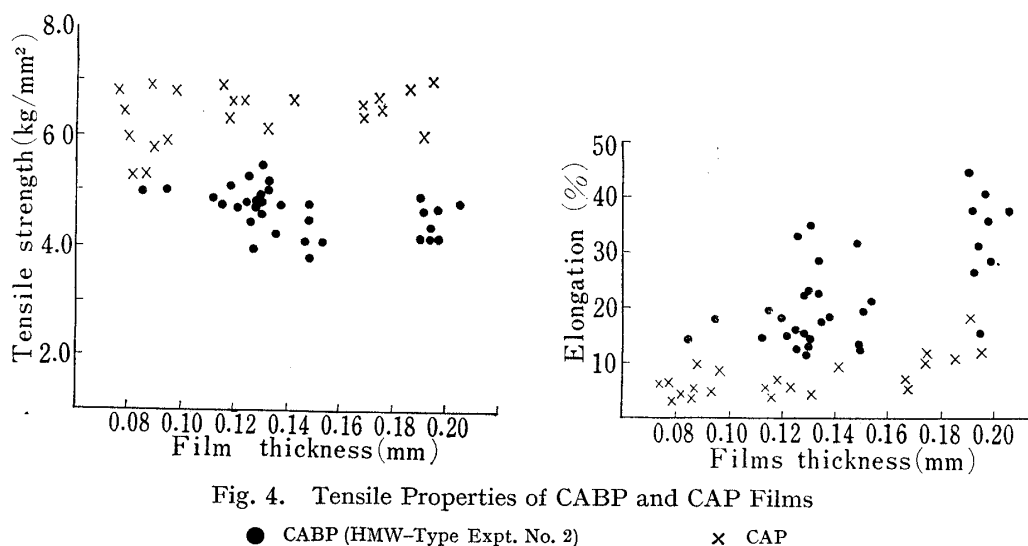 8.0
6 0
4.0
2.0
Tensile strength(kg/mm²)
0.08 0.10 0.12 0.14 0.16 0.18 0.20
Film thickness(mm)
50
40
30
20
10
Elongation (%)
0.08 0.10 0.12 0.14 0.16 0.18 0.20
Films thickness(mm)
Fig. 4. Tensile Properties of CABP and CAP Films
● CABP (HMW-Type Expt. No. 2) × CAP